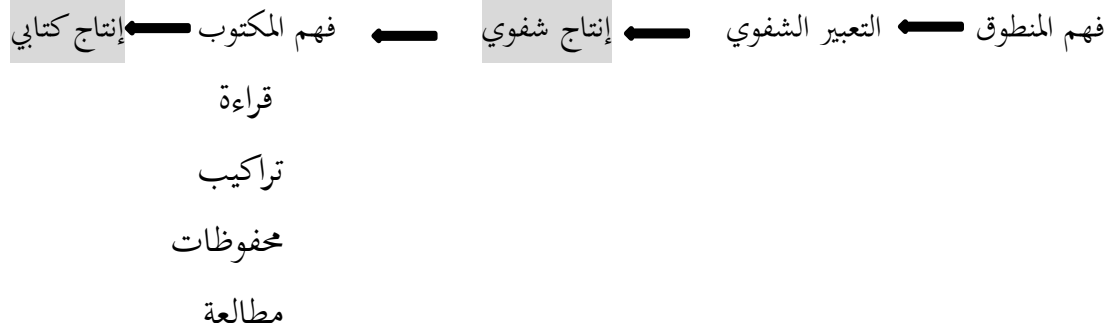 فهم المنطوق التعبير الشفوي إنتاج شفوي فهم المكتوب إنتاج كتابي
قراءة
تراكيب
محفوظات
مطالعة